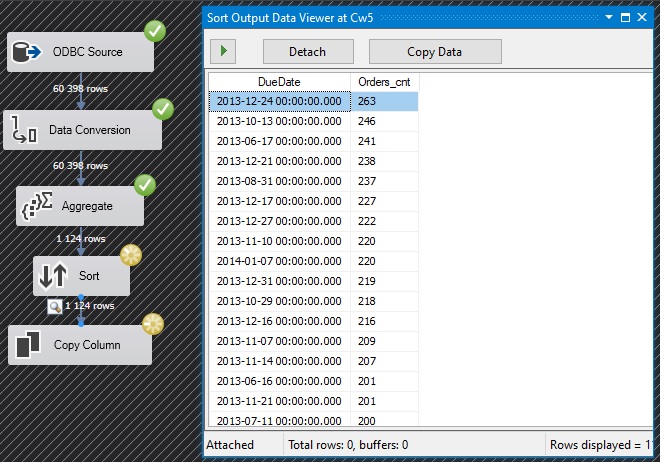 ODBC Source
60 398 rows
Data Conversion
60 398 rows
Aggregate
1 124 rows
Sort
1 124 rows
Copy Column
Sort Output Data Viewer at Cw5
Detach Copy Data
DueDate Orders_cnt
2013-12-24 00:00:00.000 263
2013-10-13 00:00:00.000 246
2013-06-17 00:00:00.000 241
2013-12-21 00:00:00.000 238
2013-08-31 00:00:00.000 237
2013-12-17 00:00:00.000 227
2013-12-27 00:00:00.000 222
2013-11-10 00:00:00.000 220
2014-01-07 00:00:00.000 220
2013-12-31 00:00:00.000 219
2013-10-29 00:00:00.000 218
2013-12-16 00:00:00.000 216
2013-11-07 00:00:00.000 209
2013-11-14 00:00:00.000 207
2013-06-16 00:00:00.000 201
2013-11-21 00:00:00.000 201
2013-07-11 00:00:00.000 200
Attached Total rows: 0, buffers: 0 Rows displayed =